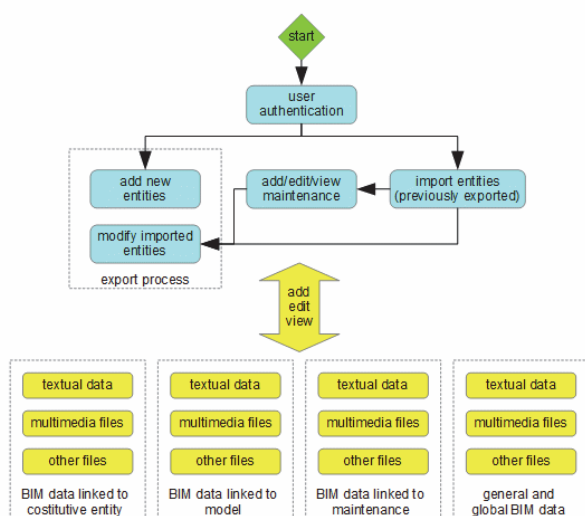 start
user
authentication
add new
entities
add/edit/view
maintenance
import entities
(previously exported)
modify imported
entities
export process
add
edit
view
textual data
multimedia files
other files
BIM data linked to
costitutive entity
textual data
multimedia files
other files
BIM data linked to
model
textual data
multimedia files
other files
BIM data linked to
maintenance
textual data
multimedia files
other files
general and
global BIM data